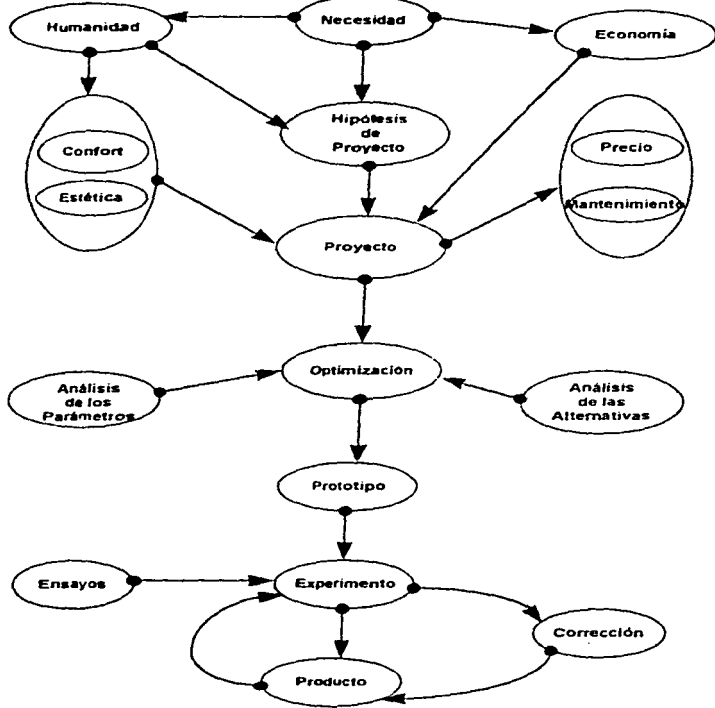 Humanidad
Necesidad
Economía
Hipótesis
de
Proyecto
Confort
Estética
Precio
Mantenimiento
Proyecto
Optimización
Análisis
de los
Parámetros
Análisis
de las
Alternativas
Prototipo
Ensayos
Experimento
Corrección
Producto